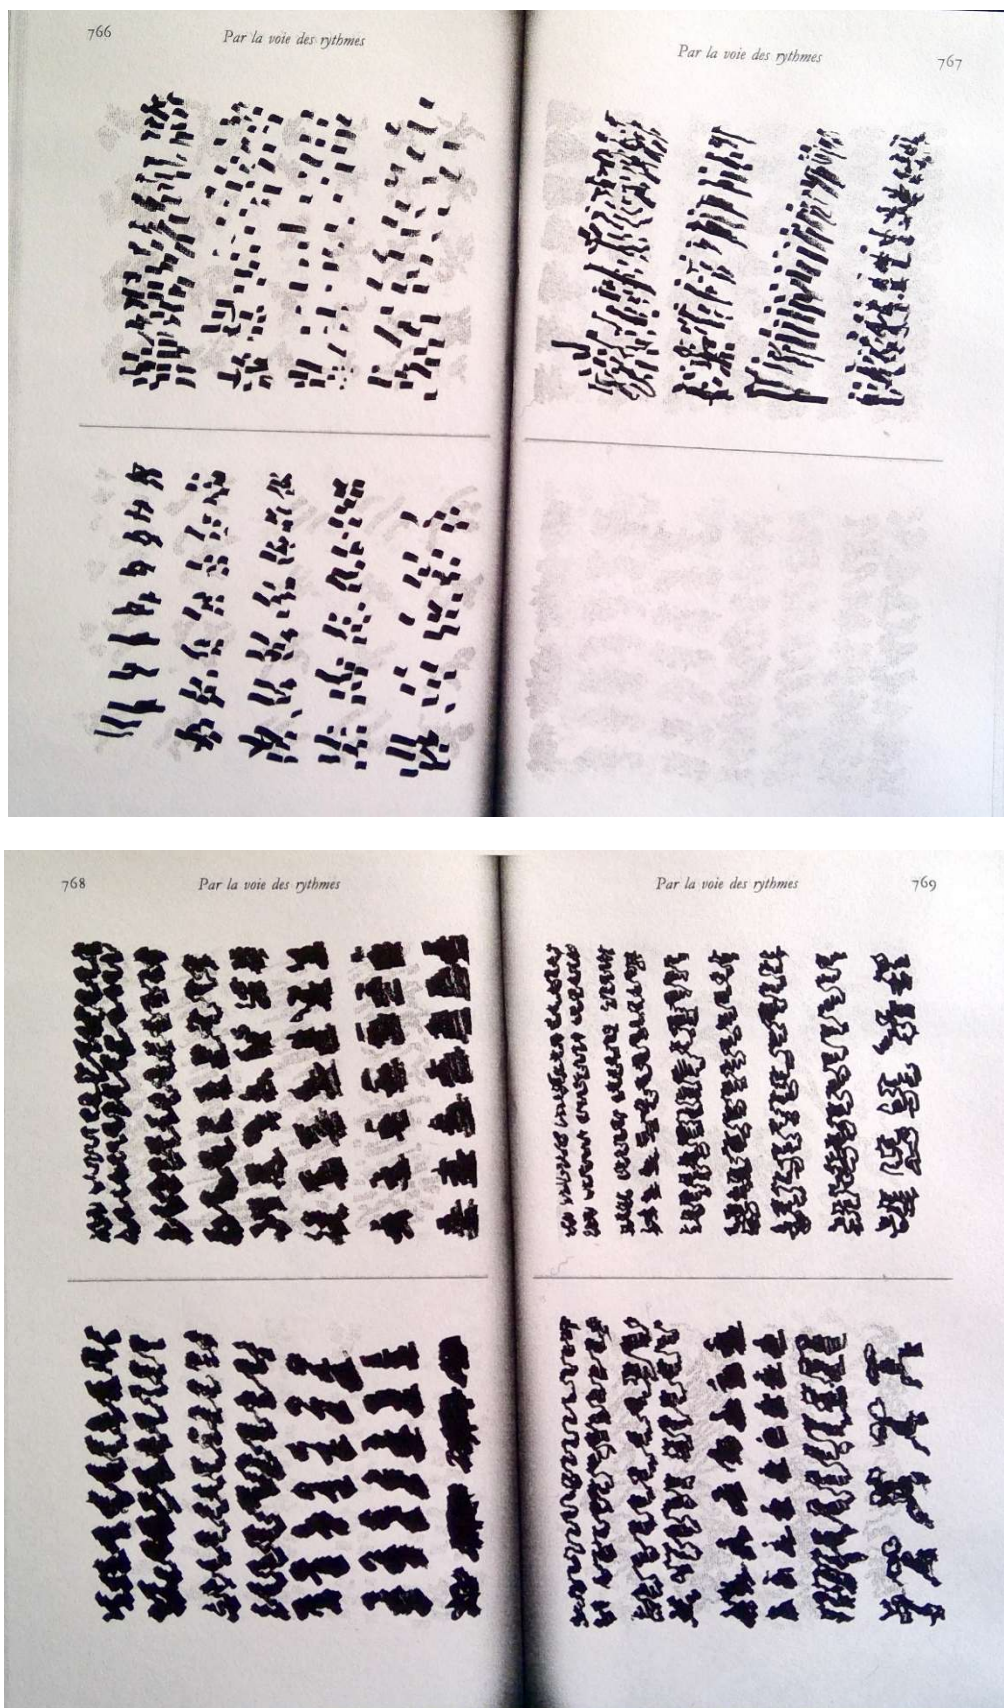 766
Par la voie des rythmes
Par la voie des rythmes
767
768
Par la voie des rythmes
Par la voie des rythmes
769